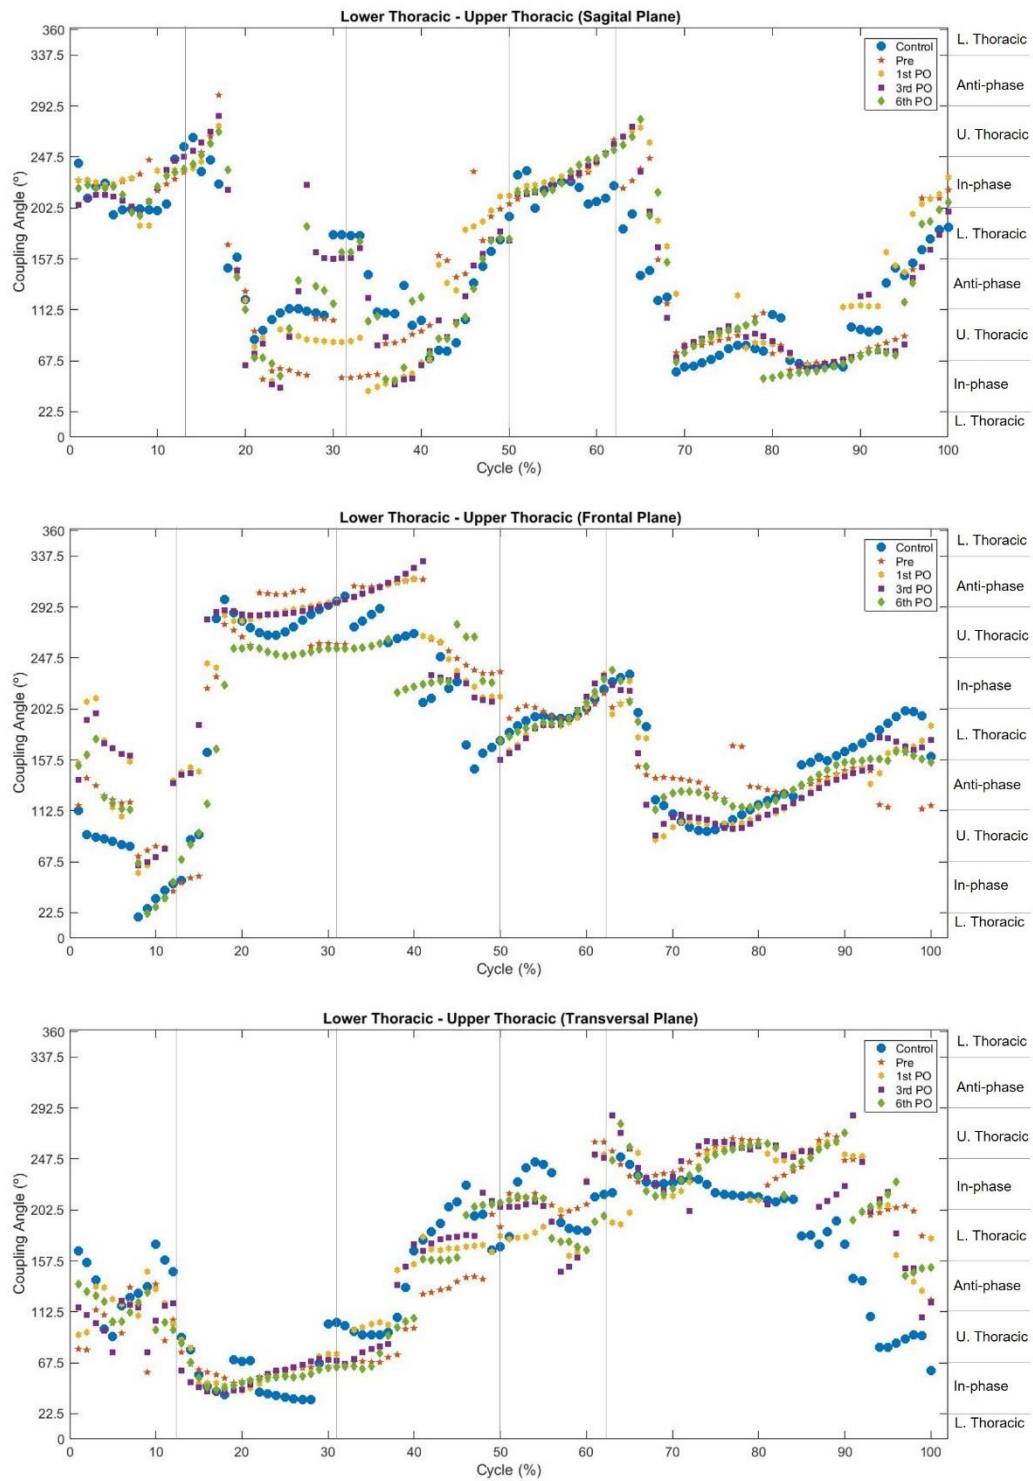 Lower Thoracic - Upper Thoracic (Sagital Plane)
360
L. Thoracic
337.5
Control
Pre
1st PO
3rd PO
6th PO
Anti-phase
292.5
U. Thoracic
247.5
In-phase
202.5
L. Thoracic
157.5
Anti-phase
112.5
U. Thoracic
67.5
In-phase
22.5
L. Thoracic
0
Coupling Angle (º)
0 10 20 30 40 50 60 70 80 90 100
Cycle (%)
Lower Thoracic - Upper Thoracic (Frontal Plane)
360
L. Thoracic
337.5
Control
Pre
1st PO
3rd PO
6th PO
Anti-phase
292.5
U. Thoracic
247.5
In-phase
202.5
L. Thoracic
157.5
Anti-phase
112.5
U. Thoracic
67.5
In-phase
22.5
L. Thoracic
0
Coupling Angle (º)
0 10 20 30 40 50 60 70 80 90 100
Cycle (%)
Lower Thoracic - Upper Thoracic (Transversal Plane)
360
L. Thoracic
337.5
Control
Pre
1st PO
3rd PO
6th PO
Anti-phase
292.5
U. Thoracic
247.5
In-phase
202.5
L. Thoracic
157.5
Anti-phase
112.5
U. Thoracic
67.5
In-phase
22.5
L. Thoracic
0
Coupling Angle (º)
0 10 20 30 40 50 60 70 80 90 100
Cycle (%)